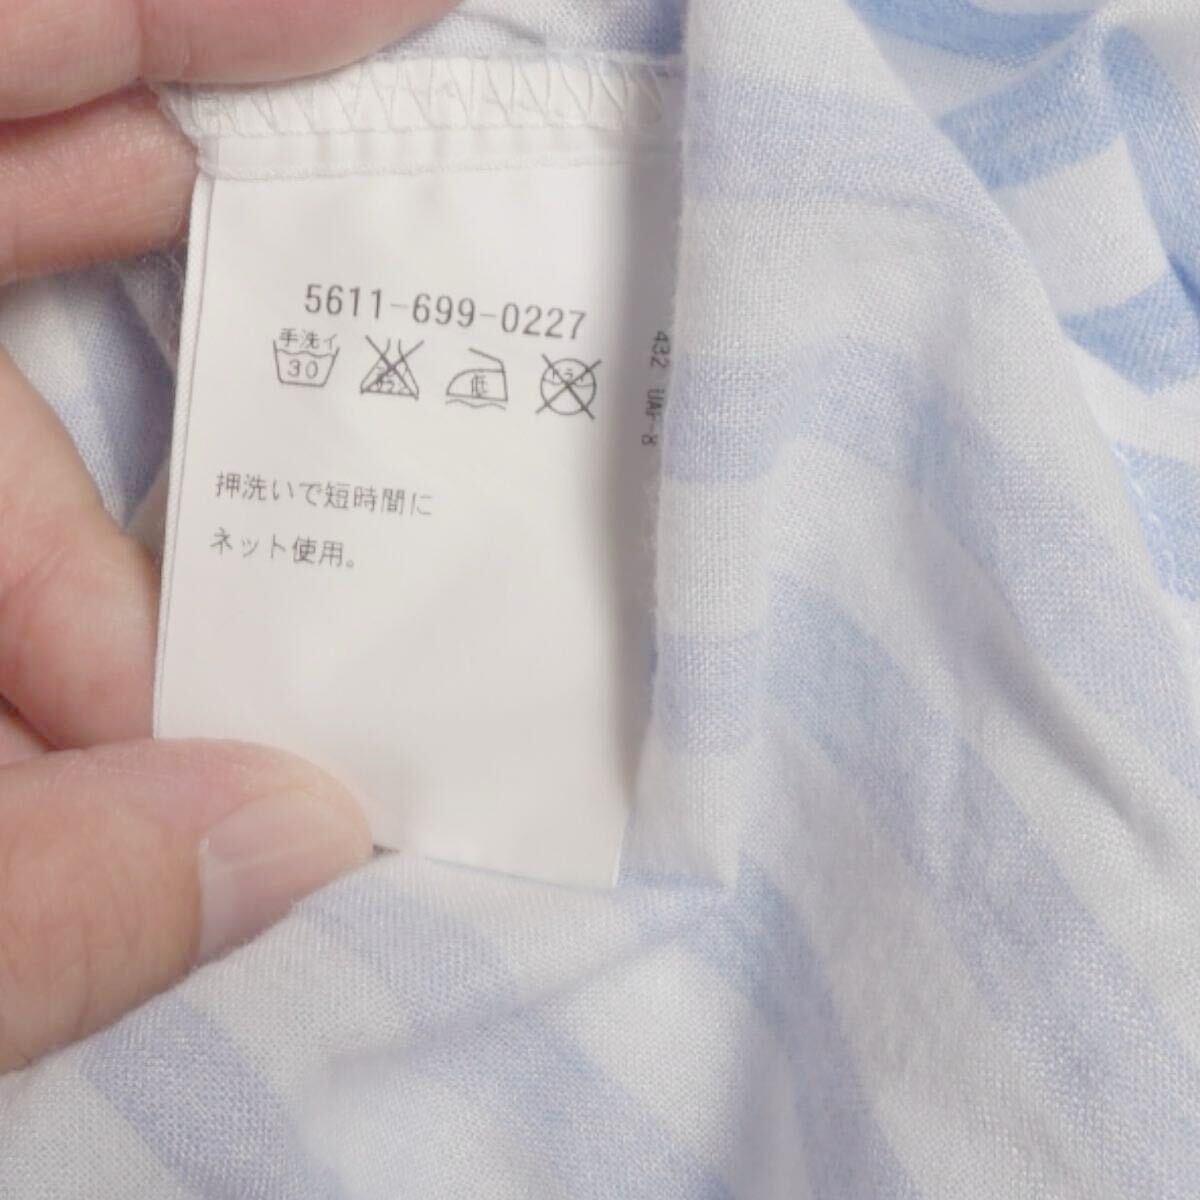 5611-699-0227
手洗イ
30
低
ドライ
432 UAF-8
押洗いで短時間に
ネット使用。